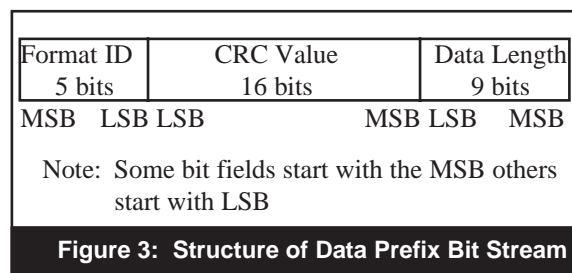 Format ID CRC Value Data Length
5 bits 16 bits 9 bits
MSB LSB LSB MSB LSB MSB
Note: Some bit fields start with the MSB others
start with LSB
Figure 3: Structure of Data Prefix Bit Stream